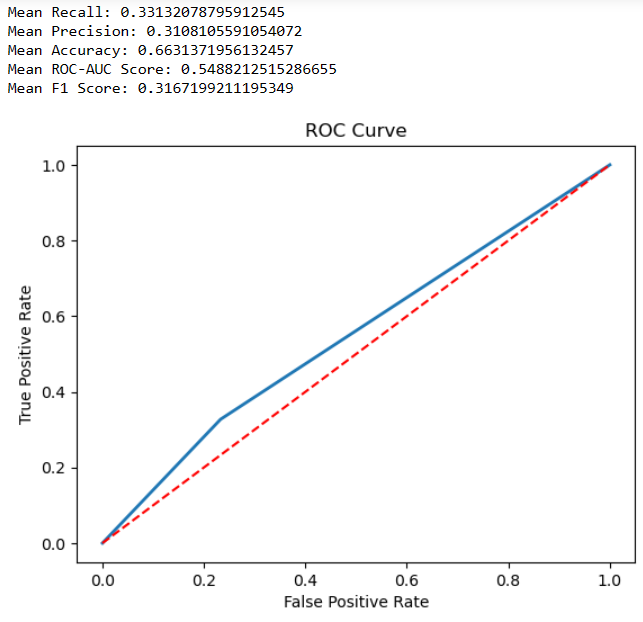 Mean Recall: 0.33132078795912545
Mean Precision: 0.3108105591054072
Mean Accuracy: 0.6631371956132457
Mean ROC-AUC Score: 0.5488212515286655
Mean F1 Score: 0.3167199211195349
ROC Curve
1.0
0.8
0.6
0.4
0.2
0.0
True Positive Rate
0.0 0.2 0.4 0.6 0.8 1.0
False Positive Rate